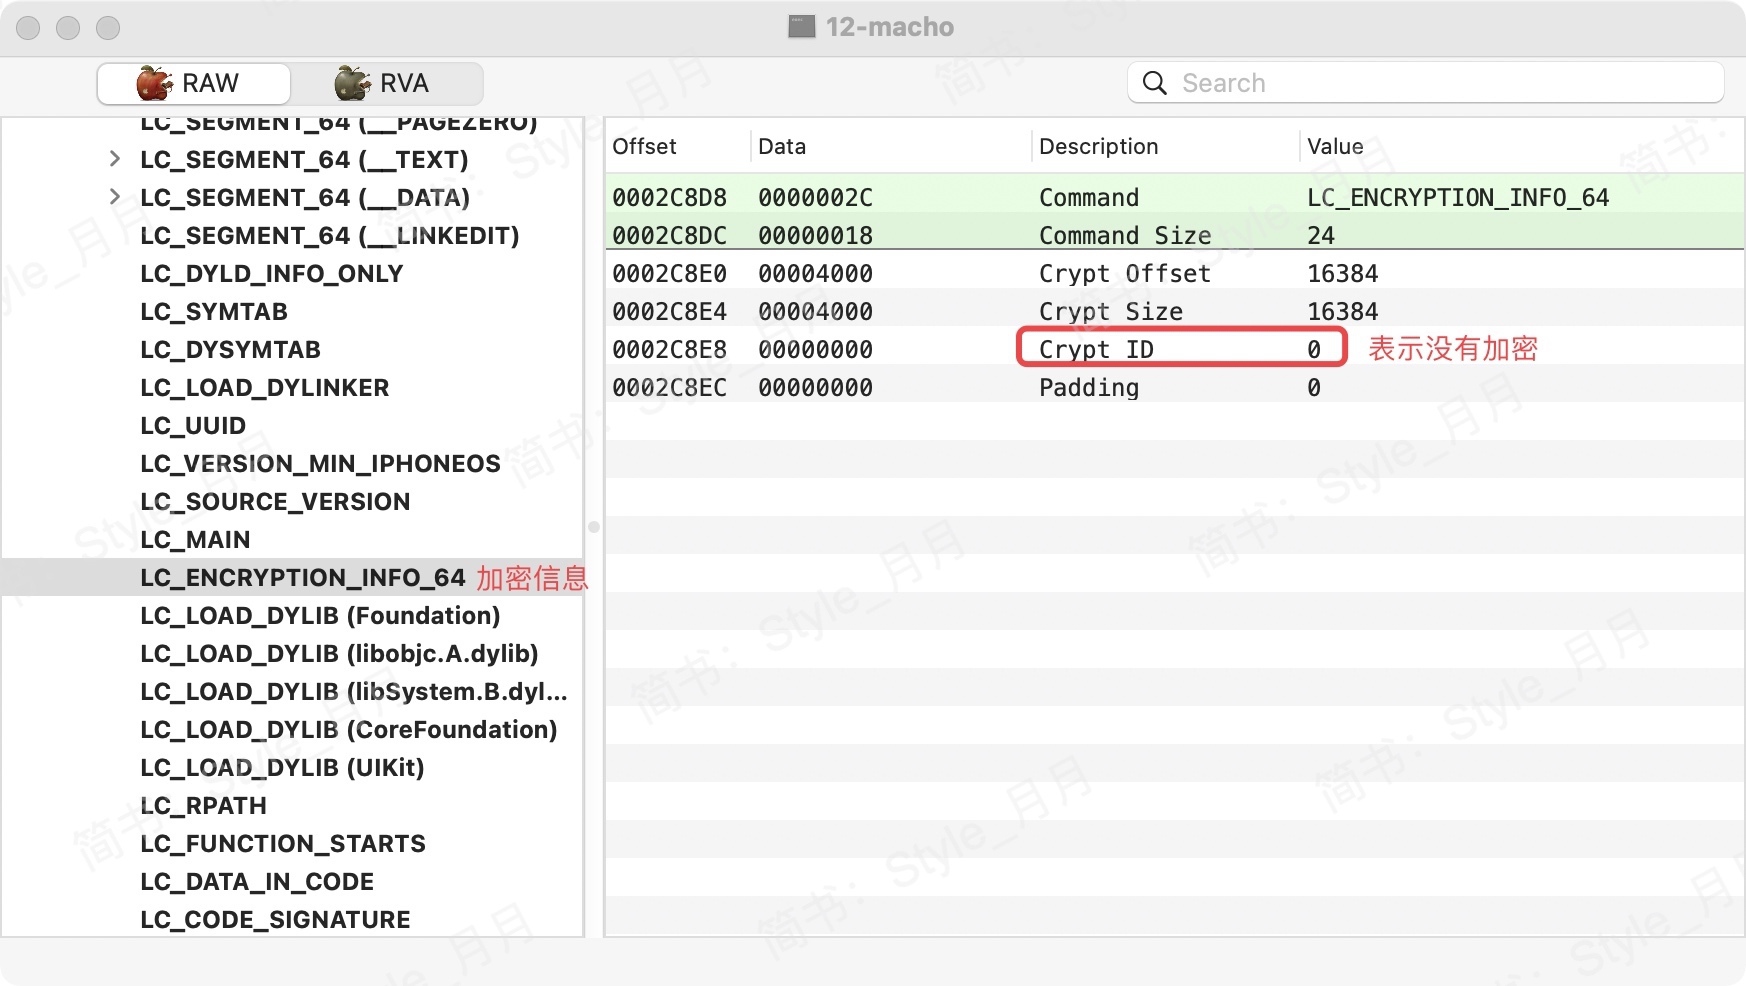 12-macho
RAW
RVA
Search
LC_SEGMENT_64 (__PAGEZERO)
LC_SEGMENT_64 (__TEXT)
LC_SEGMENT_64 (__DATA)
LC_SEGMENT_64 (__LINKEDIT)
LC_DYLD_INFO_ONLY
LC_SYMTAB
LC_DYSYMTAB
LC_LOAD_DYLINKER
LC_UUID
LC_VERSION_MIN_IPHONEOS
LC_SOURCE_VERSION
LC_MAIN
LC_ENCRYPTION_INFO_64 加密信息
LC_LOAD_DYLIB (Foundation)
LC_LOAD_DYLIB (libobjc.A.dylib)
LC_LOAD_DYLIB (libSystem.B.dyl...
LC_LOAD_DYLIB (CoreFoundation)
LC_LOAD_DYLIB (UIKit)
LC_RPATH
LC_FUNCTION_STARTS
LC_DATA_IN_CODE
LC_CODE_SIGNATURE
Offset Data Description Value
0002C8D8 0000002C Command LC_ENCRYPTION_INFO_64
0002C8DC 00000018 Command Size 24
0002C8E0 00004000 Crypt Offset 16384
0002C8E4 00004000 Crypt Size 16384
0002C8E8 00000000 Crypt ID 0 表示没有加密
0002C8EC 00000000 Padding 0
简书：Style_月月